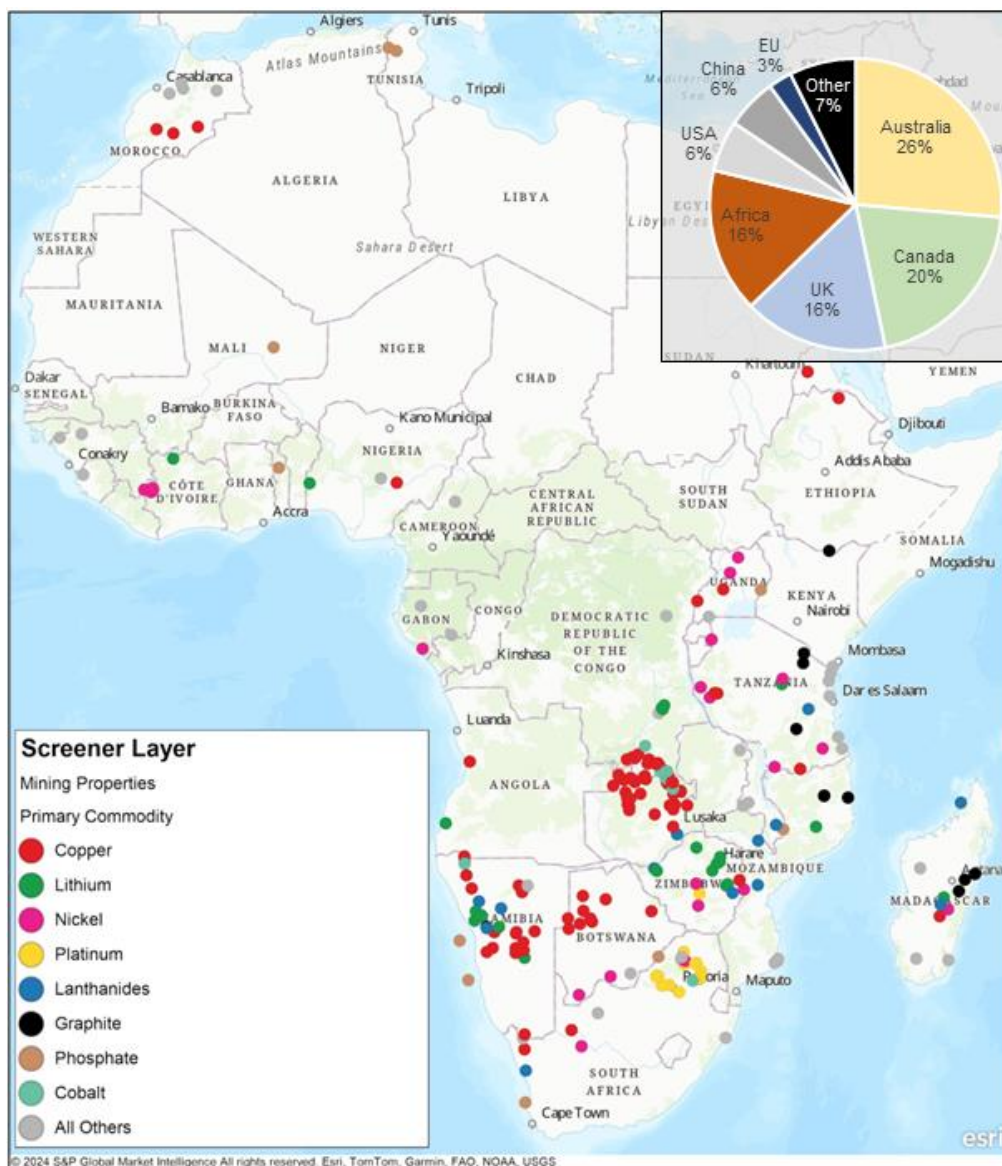 Algiers
Tunis
Atlas Mountains
TUNISIA
Casablanca
Tripoli
MOROCCO
ALGERIA
LIBYA
WESTERN
SAHARA
Sahara Desert
MAURITANIA
MALI
NIGER
CHAD
SUDAN
Khartoum
YEMEN
Dakar
SENEGAL
Bamako
BURKINA
FASO
Kano Municipal
Djibouti
Conakry
NIGERIA
Addis Ababa
CÔTE
D'IVOIRE
GHANA
Accra
CENTRAL
AFRICAN
REPUBLIC
SOUTH
SUDAN
ETHIOPIA
CAMEROON
Yaoundé
SOMALIA
Mogadishu
UGANDA
KENYA
Nairobi
GABON
CONGO
DEMOCRATIC
REPUBLIC
OF THE
CONGO
Kinshasa
Mombasa
TANZANIA
Dar es Salaam
Luanda
ANGOLA
Lusaka
Harare
MOZAMBIQUE
BOTSWANA
Maputo
SOUTH
AFRICA
Cape Town
EU
3%
China
6%
Other
7%
USA
6%
Australia
26%
Africa
16%
Canada
20%
UK
16%
Screener Layer
Mining Properties
Primary Commodity
Copper
Lithium
Nickel
Platinum
Lanthanides
Graphite
Phosphate
Cobalt
All Others
esri
© 2024 S&P Global Market Intelligence All rights reserved. Esri, TomTom, Garmin, FAO, NOAA, USGS